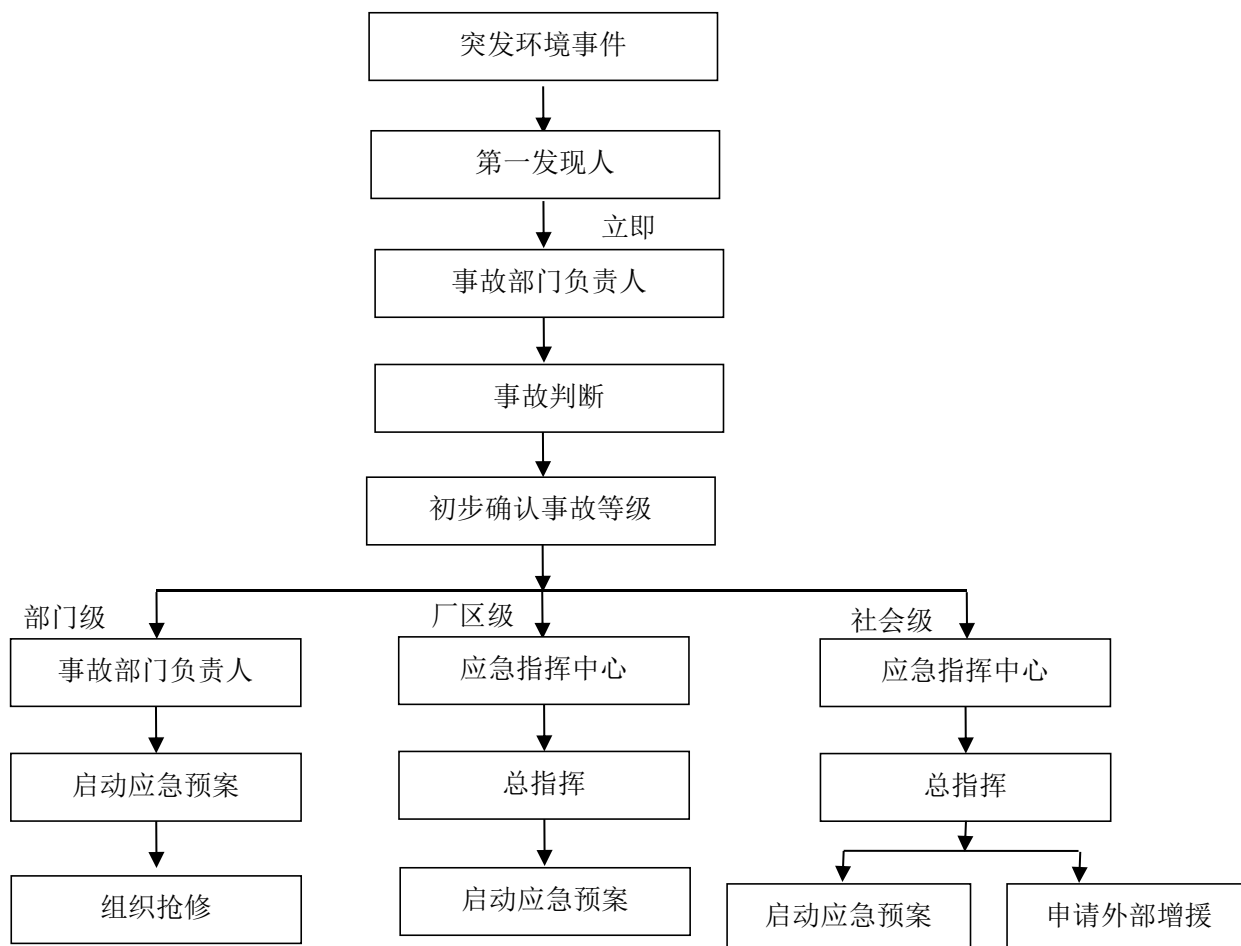 突发环境事件
第一发现人
立即
事故部门负责人
事故判断
初步确认事故等级
部门级
厂区级
社会级
事故部门负责人
应急指挥中心
应急指挥中心
启动应急预案
总指挥
总指挥
组织抢修
启动应急预案
启动应急预案
申请外部增援